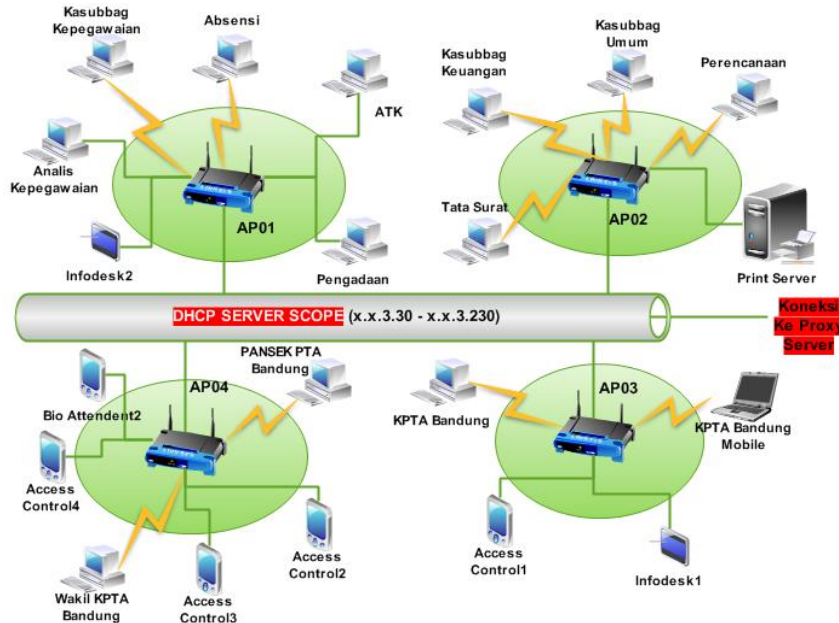 Kasubbag
Kepegawaian
Absensi
ATK
Analis
Kepegawaian
AP01
Infodesk2
Pengadaan
Kasubbag
Keuangan
Kasubbag
Umum
Perencanaan
Tata Surat
AP02
Print Server
DHCP SERVER SCOPE (x.x.3.30 - x.x.3.230)
Koneksi
Ke Proxy
Server
PANSEK PTA
Bandung
AP04
Bio Attendent2
Access
Control4
Wakil KPTA
Bandung
Access
Control3
Access
Control2
AP03
KPTA Bandung
KPTA Bandung
Mobile
Access
Control1
Infodesk1
LINKSYS